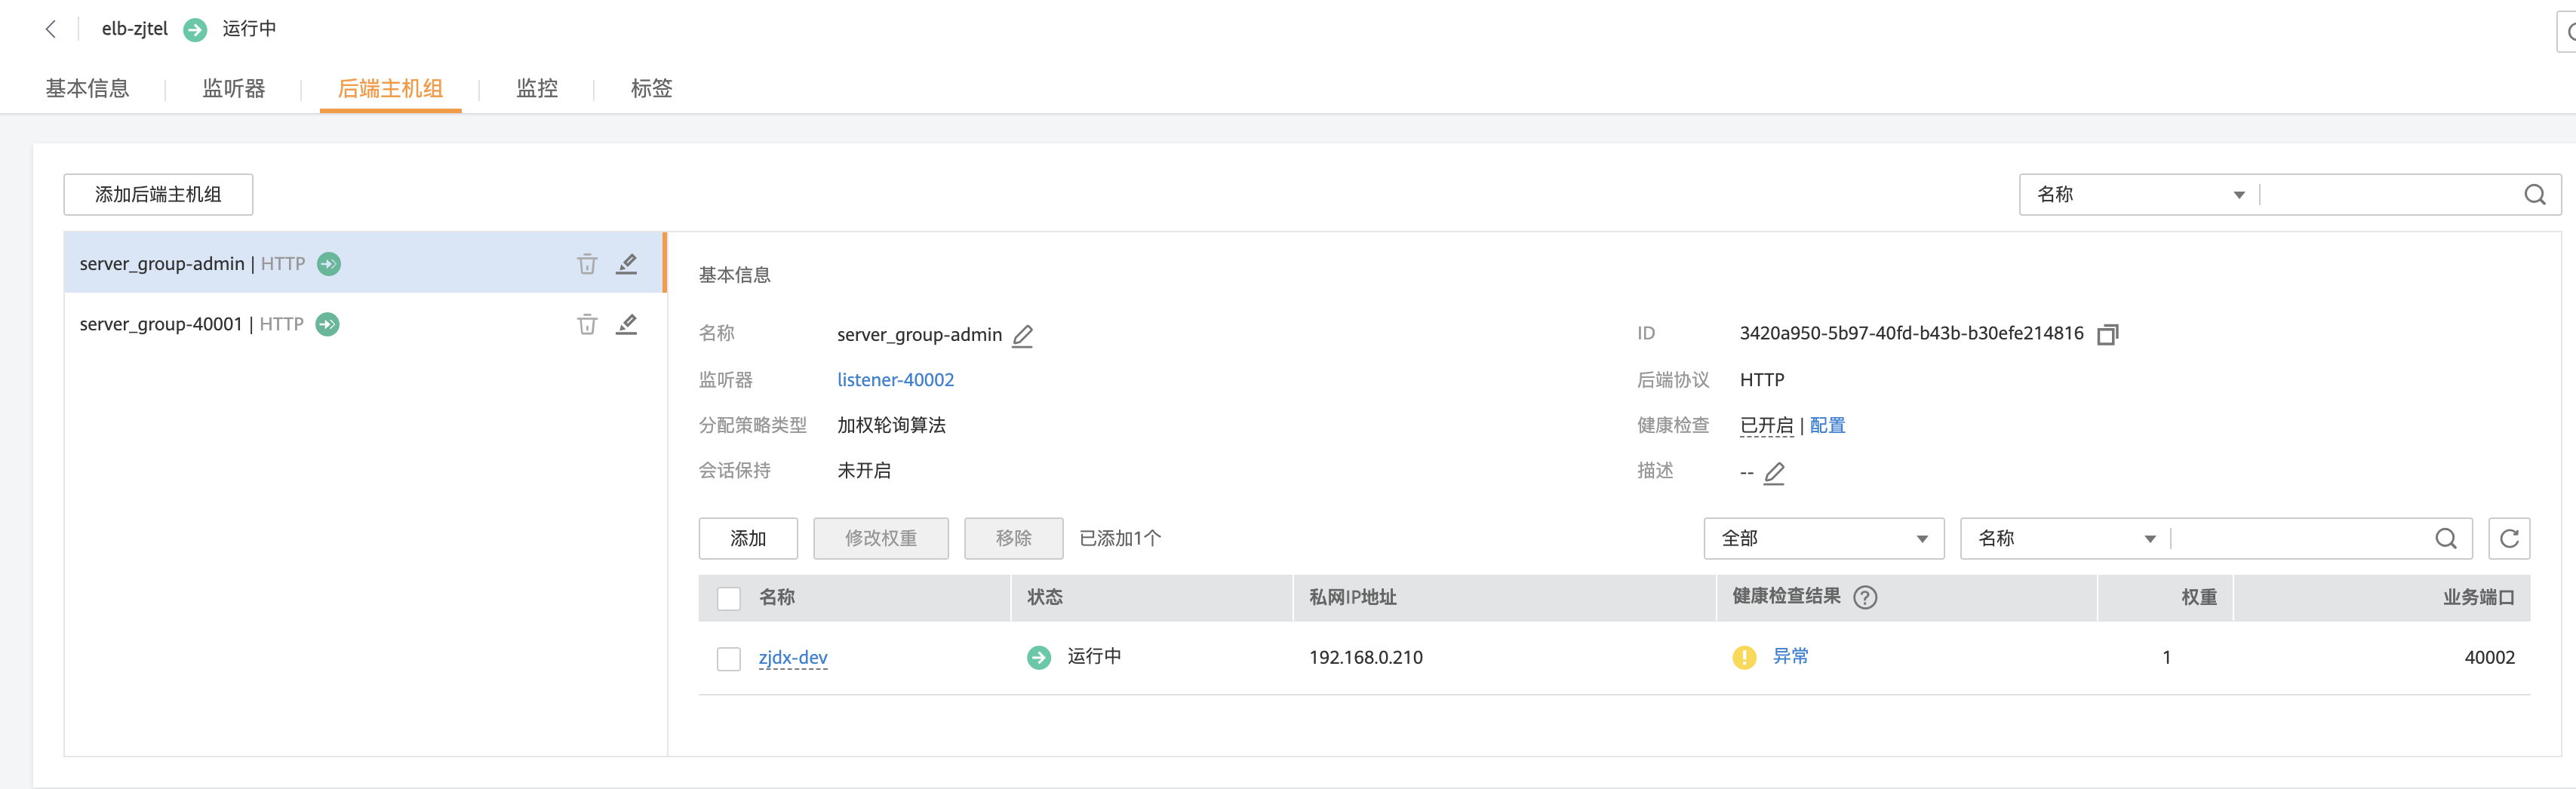 elb-zjtel 运行中
基本信息 监听器 后端主机组 监控 标签
添加后端主机组 名称
server_group-admin | HTTP
server_group-40001 | HTTP
基本信息
名称 server_group-admin ID 3420a950-5b97-40fd-b43b-b30efe214816
监听器 listener-40002 后端协议 HTTP
分配策略类型 加权轮询算法 健康检查 已开启 | 配置
会话保持 未开启 描述 --
添加 修改权重 移除 已添加1个 全部 名称
名称 状态 私网IP地址 健康检查结果 权重 业务端口
zjdx-dev 运行中 192.168.0.210 异常 1 40002